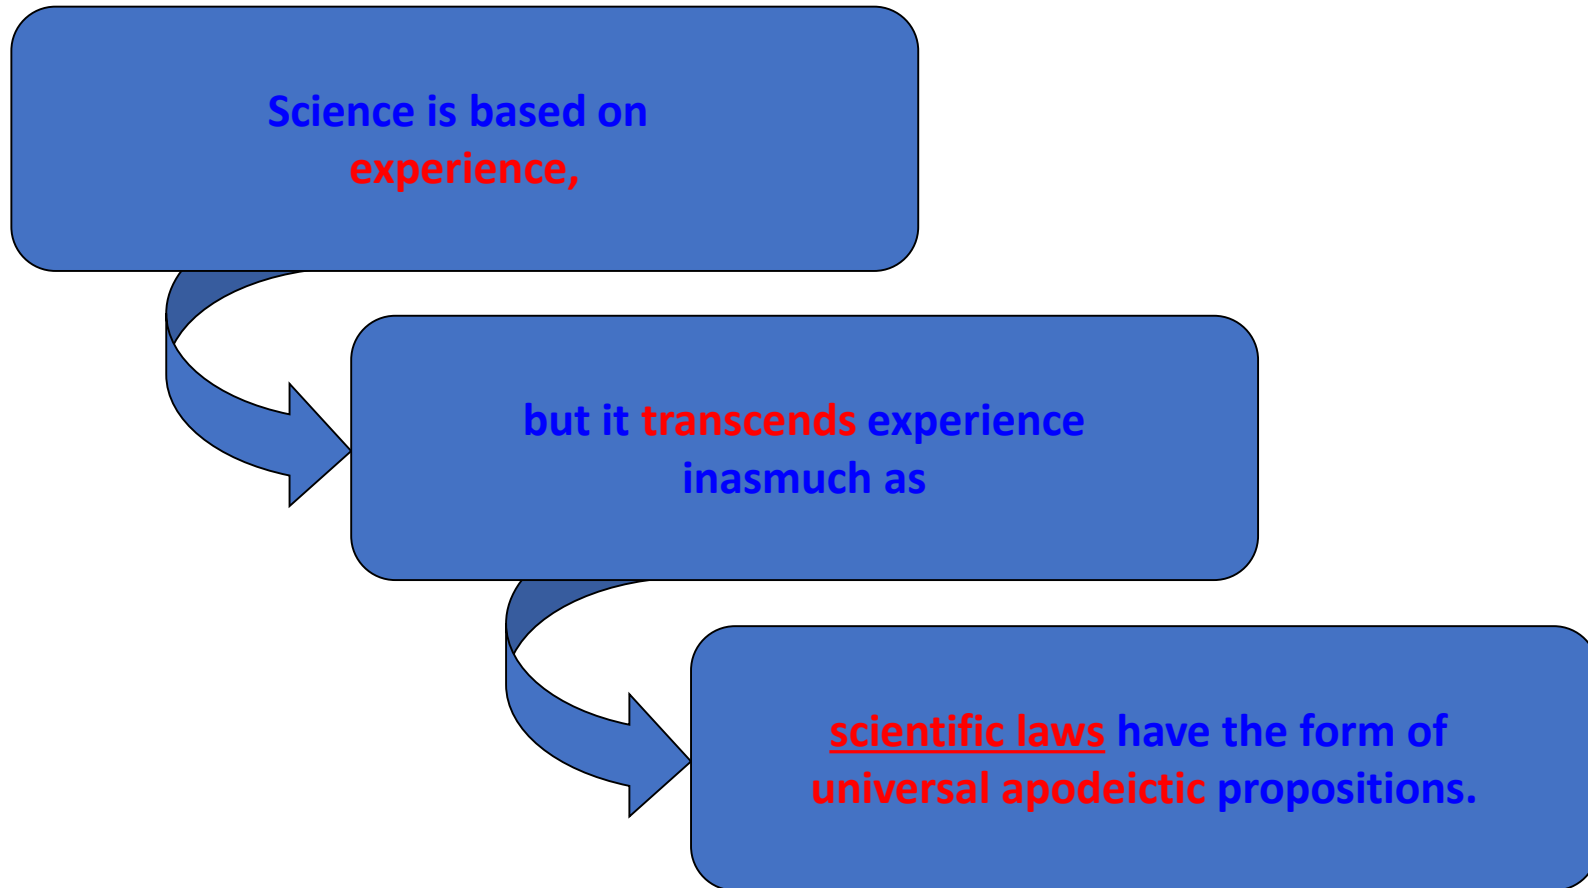 Science is based on
experience,
but it transcends experience
inasmuch as
scientific laws have the form of
universal apodeictic propositions.